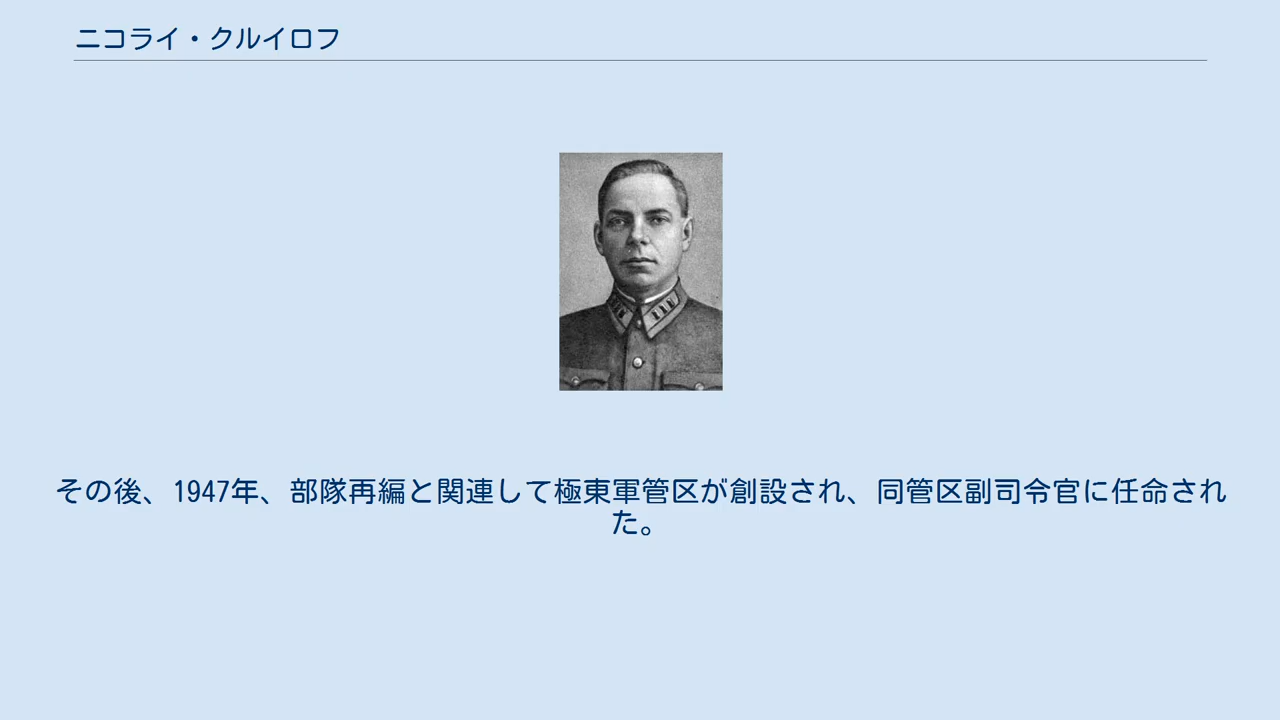 ニコライ・クルイロフ
その後、1947年、部隊再編と関連して極東軍管区が創設され、同管区副司令官に任命され
た。